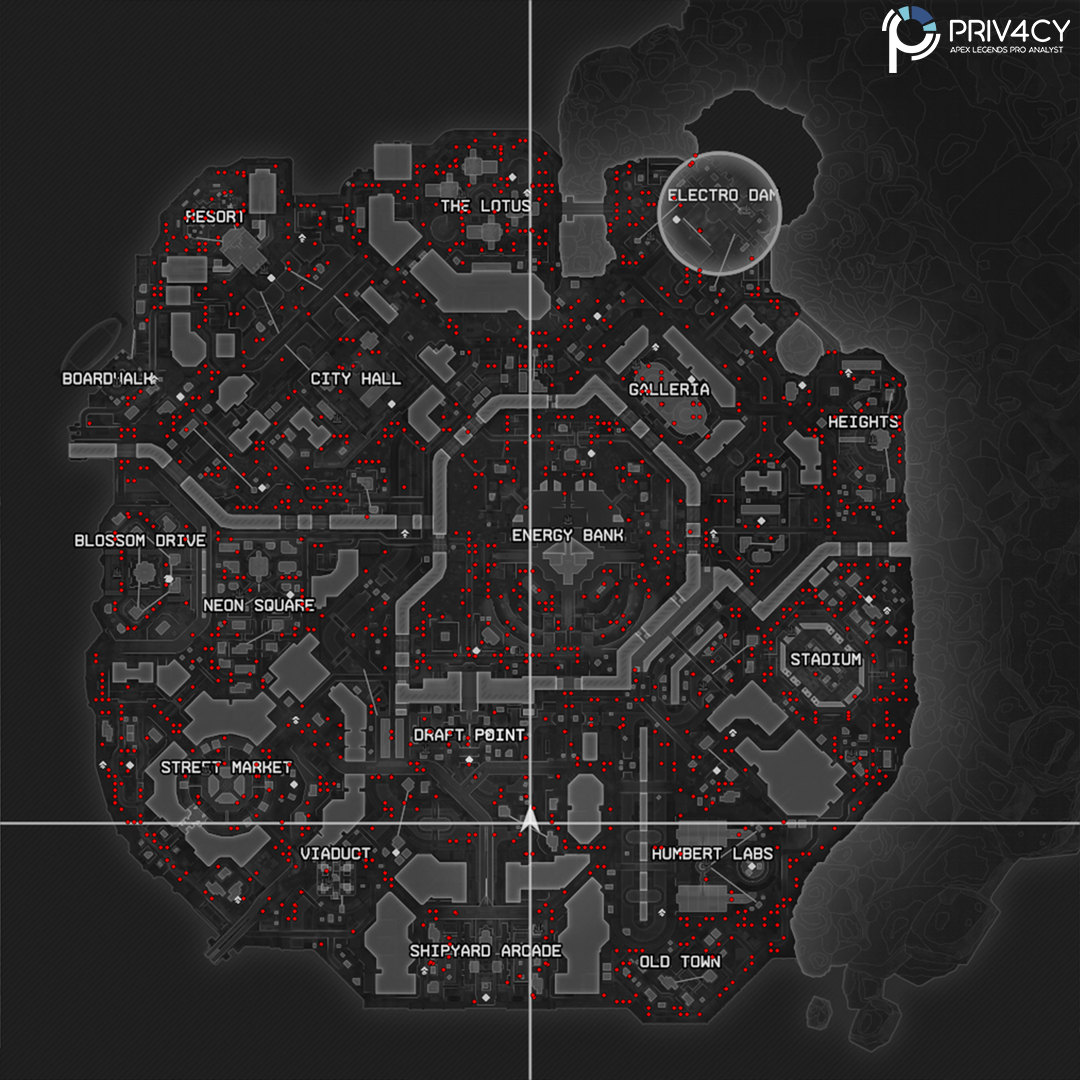 PRIV4CY
APEX LEGENDS PRO ANALYST
ELECTRO DAM
THE LOTUS
RESORT
BOARDWALK
CITY HALL
GALLERIA
HEIGHTS
ENERGY BANK
BLOSSOM DRIVE
NEON SQUARE
STADIUM
DRAFT POINT
STREET MARKET
VIADUCT
HUMBERT LABS
SHIPYARD ARCADE
OLD TOWN